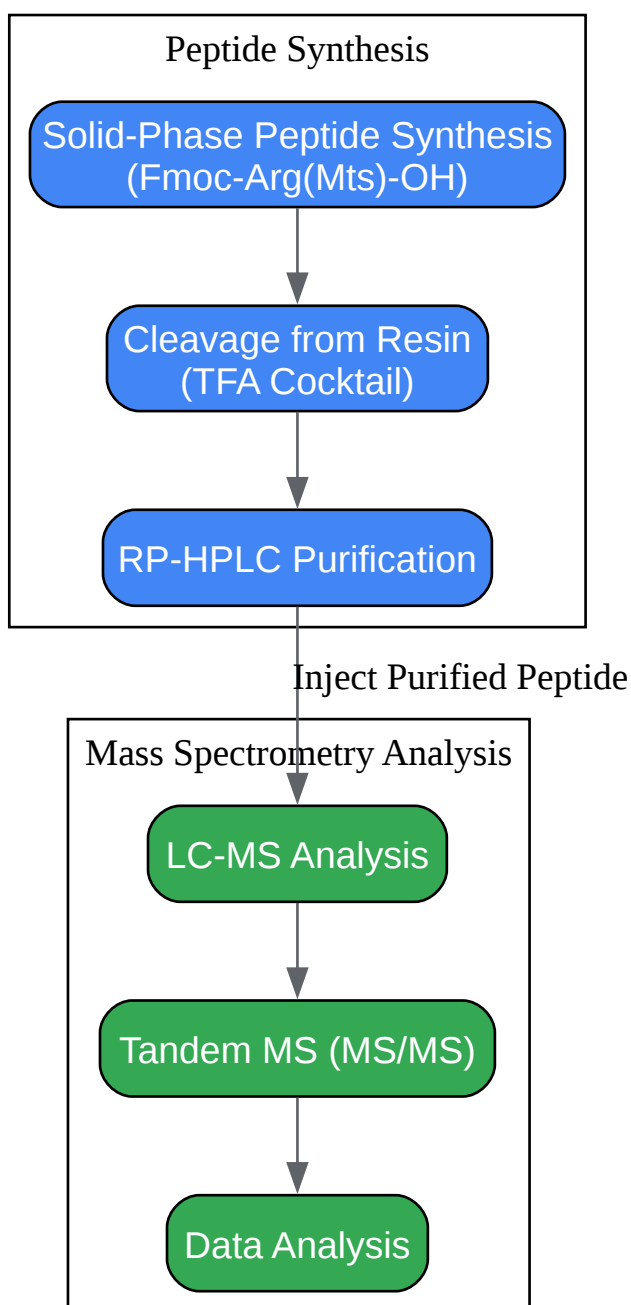 Peptide Synthesis
Solid-Phase Peptide Synthesis
(Fmoc-Arg(Mts)-OH)
Cleavage from Resin
(TFA Cocktail)
RP-HPLC Purification
Inject Purified Peptide
Mass Spectrometry Analysis
LC-MS Analysis
Tandem MS (MS/MS)
Data Analysis